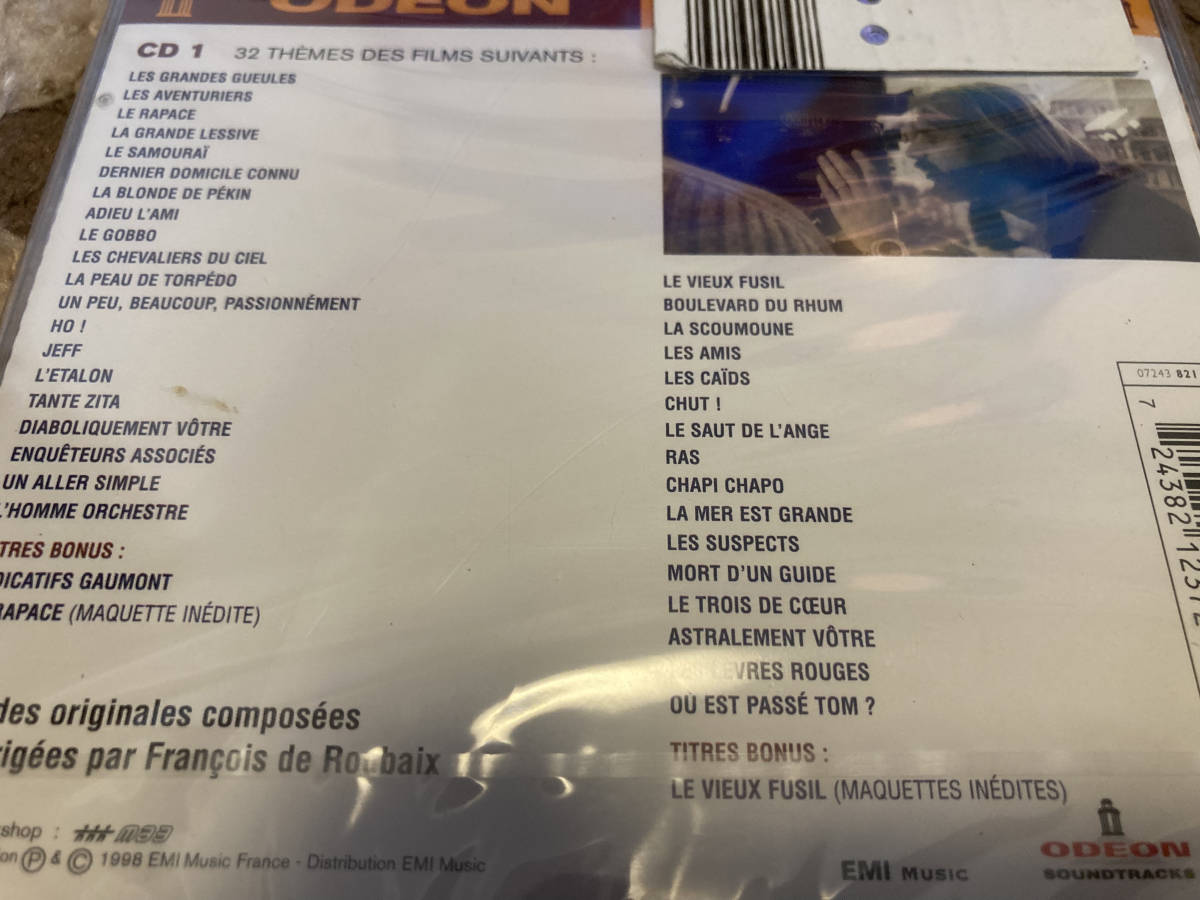 ODEON
CD 1 32 THÈMES DES FILMS SUIVANTS :
LES GRANDES GUEULES
LES AVENTURIERS
LE RAPACE
LA GRANDE LESSIVE
LE SAMOURAÏ
DERNIER DOMICILE CONNU
LA BLONDE DE PÉKIN
ADIEU L'AMI
LE GOBBO
LES CHEVALIERS DU CIEL
LA PEAU DE TORPÉDO
UN PEU, BEAUCOUP, PASSIONNÉMENT
HO !
JEFF
L'ETALON
TANTE ZITA
DIABOLIQUEMENT VÔTRE
ENQUÊTEURS ASSOCIÉS
UN ALLER SIMPLE
L'HOMME ORCHESTRE
TITRES BONUS :
DICATIFS GAUMONT
RAPACE (MAQUETTE INÉDITE)
des originales composées
rigées par François de Roubaix
shop :
ion ℗ & © 1998 EMI Music France - Distribution EMI Music
LE VIEUX FUSIL
BOULEVARD DU RHUM
LA SCOUMOUNE
LES AMIS
LES CAÏDS
CHUT !
LE SAUT DE L'ANGE
RAS
CHAPI CHAPO
LA MER EST GRANDE
LES SUSPECTS
MORT D'UN GUIDE
LE TROIS DE CŒUR
ASTRALEMENT VÔTRE
LÈVRES ROUGES
OÙ EST PASSÉ TOM ?
TITRES BONUS :
LE VIEUX FUSIL (MAQUETTES INÉDITES)
EMI MUSIC
ODEON
SOUNDTRACKS
07243 821
7 24382 1231 2